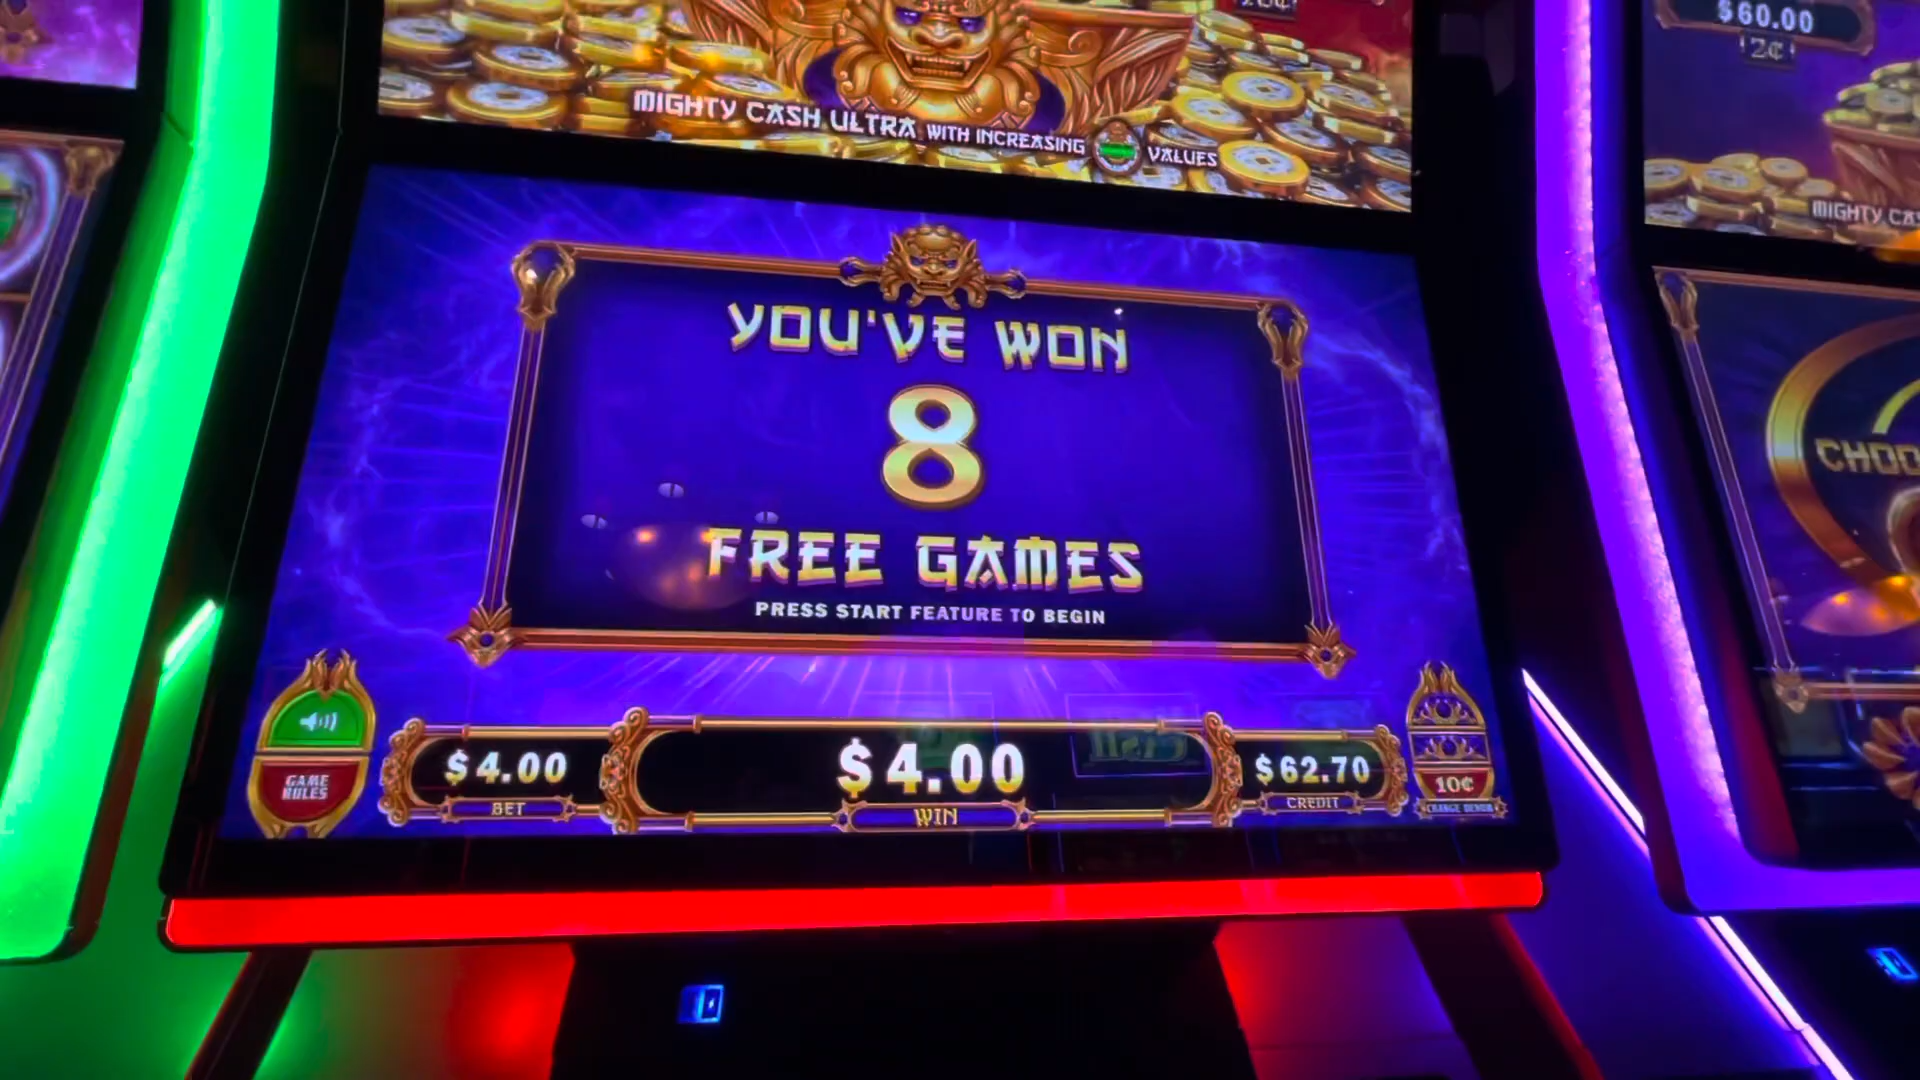 $60.00
2¢
MIGHTY CASH ULTRA WITH INCREASING VALUES
MIGHTY CA
YOU'VE WON
8
FREE GAMES
PRESS START FEATURE TO BEGIN
CHOO
GAME
RULES
$4.00
BET
$4.00
WIN
$62.70
CREDIT
10¢
CHANGE DENOM